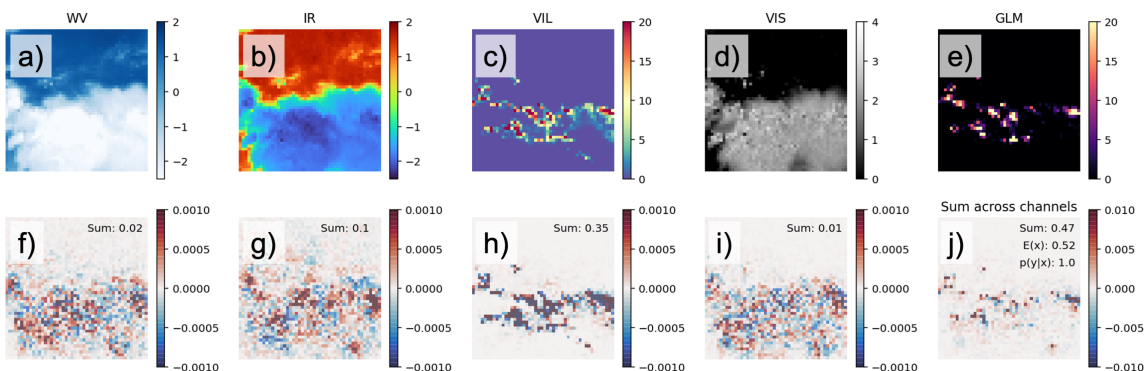 WV
IR
VIL
VIS
GLM
a)
b)
c)
d)
e)
2
1
0
−1
−2
2
1
0
−1
−2
20
15
10
5
0
4
3
2
1
0
20
15
10
5
0
Sum across channels
f)
g)
h)
i)
j)
Sum: 0.02
Sum: 0.1
Sum: 0.35
Sum: 0.01
Sum: 0.47
E(x): 0.52
p(y|x): 1.0
0.0010
0.0005
0.0000
−0.0005
−0.0010
0.0010
0.0005
0.0000
−0.0005
−0.0010
0.0010
0.0005
0.0000
−0.0005
−0.0010
0.0010
0.0005
0.0000
−0.0005
−0.0010
0.010
0.005
0.000
−0.005
−0.010